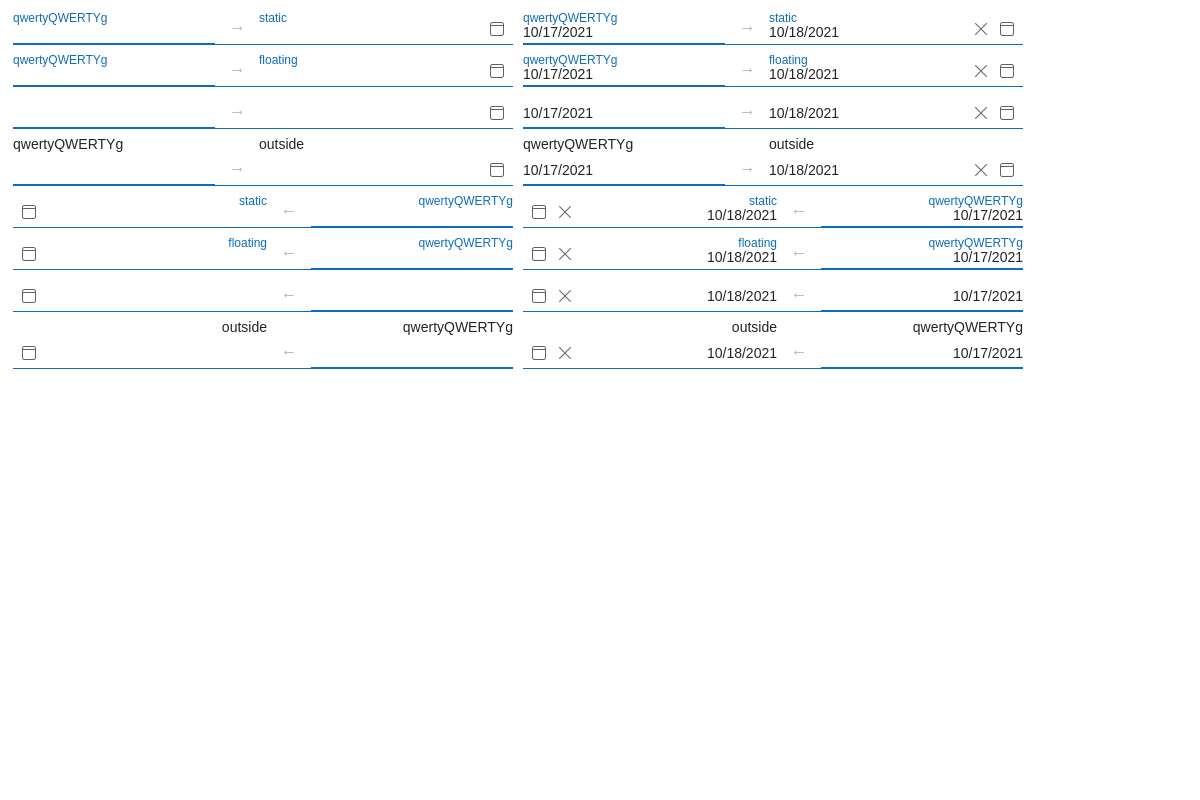 qwertyQWERTYg → static qwertyQWERTYg → static
10/17/2021 10/18/2021
qwertyQWERTYg → floating qwertyQWERTYg → floating
10/17/2021 10/18/2021
→ 10/17/2021 → 10/18/2021
qwertyQWERTYg outside qwertyQWERTYg outside
→ 10/17/2021 → 10/18/2021
static ← qwertyQWERTYg static ← qwertyQWERTYg
10/18/2021 10/17/2021
floating ← qwertyQWERTYg floating ← qwertyQWERTYg
10/18/2021 10/17/2021
← 10/18/2021 ← 10/17/2021
outside qwertyQWERTYg outside qwertyQWERTYg
← 10/18/2021 ← 10/17/2021